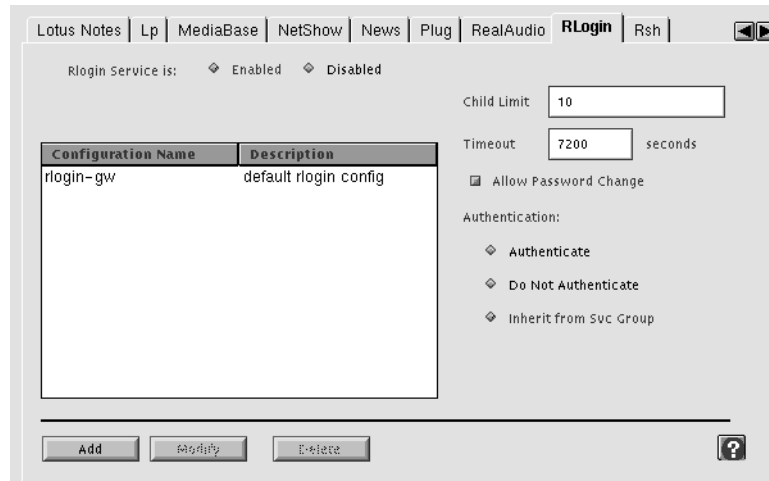 Lotus Notes Lp MediaBase NetShow News Plug RealAudio RLogin Rsh
Rlogin Service is: Enabled Disabled
Child Limit 10
Timeout 7200 seconds
Configuration Name Description
rlogin-gw default rlogin config
Allow Password Change
Authentication:
Authenticate
Do Not Authenticate
Inherit from Svc Group
Add Modify Delete ?